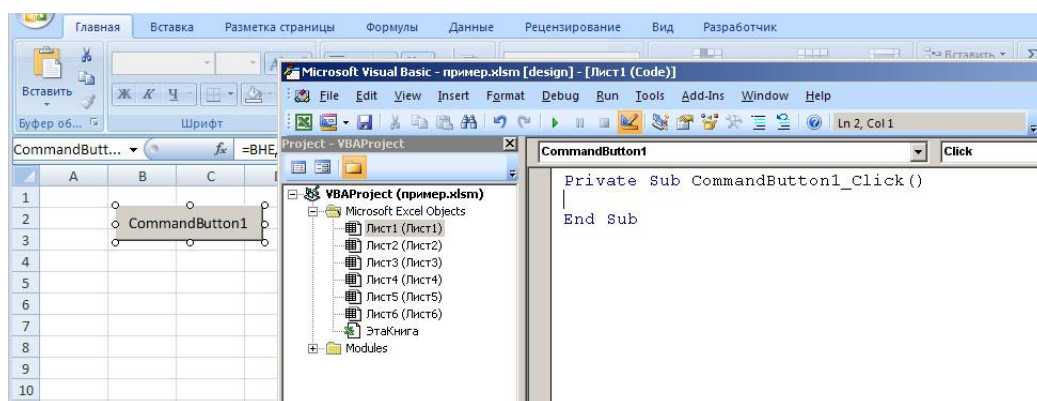 Главная Вставка Разметка страницы Формулы Данные Рецензирование Вид Разработчик
Вставить
Ж К Ч
Буфер об... Шрифт
CommandButt... fx =ВНЕ,
A B C
1
2
3
4
5
6
7
8
9
10
CommandButton1
Microsoft Visual Basic - пример.xlsm [design] - [Лист1 (Code)]
File Edit View Insert Format Debug Run Tools Add-Ins Window Help
Ln 2, Col 1
Project - VBAProject
VBAProject (пример.xlsm)
Microsoft Excel Objects
Лист1 (Лист1)
Лист2 (Лист2)
Лист3 (Лист3)
Лист4 (Лист4)
Лист5 (Лист5)
Лист6 (Лист6)
ЭтаКнига
Modules
CommandButton1 Click
Private Sub CommandButton1_Click()
End Sub